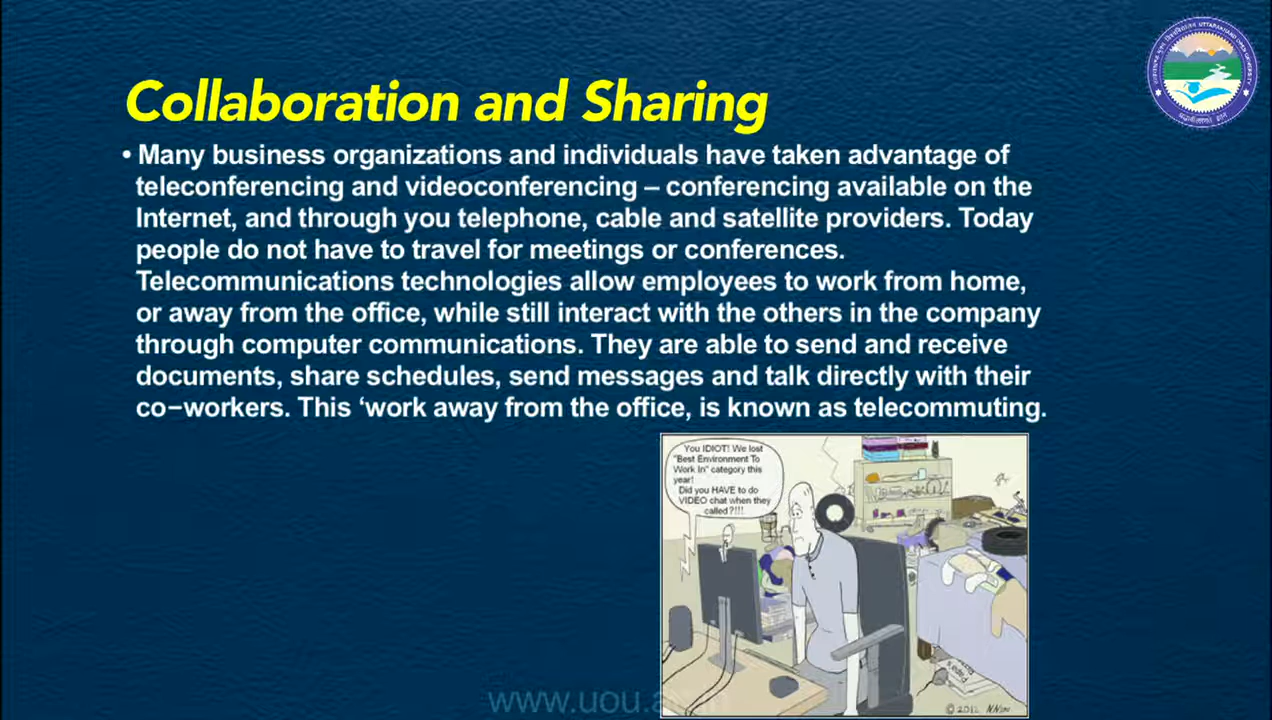 Collaboration and Sharing
• Many business organizations and individuals have taken advantage of
teleconferencing and videoconferencing – conferencing available on the
Internet, and through you telephone, cable and satellite providers. Today
people do not have to travel for meetings or conferences.
Telecommunications technologies allow employees to work from home,
or away from the office, while still interact with the others in the company
through computer communications. They are able to send and receive
documents, share schedules, send messages and talk directly with their
co–workers. This ‘work away from the office, is known as telecommuting.
You IDIOT! We lost
"Best Environment To
Work In" category this
year!
Did you HAVE to do
VIDEO chat when they
called?!!!
© 2012
www.uou.a